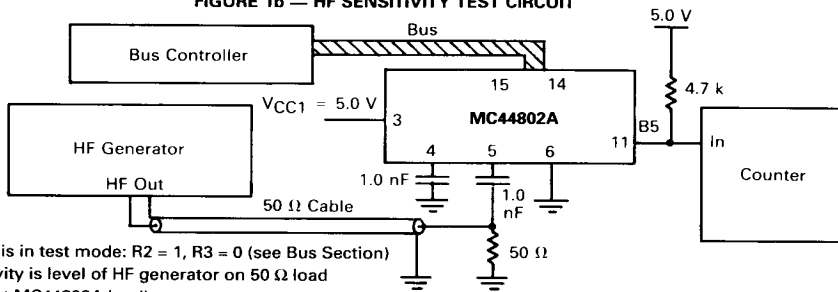 FIGURE 1b — HF SENSITIVITY TEST CIRCUIT
5.0 V
Bus
Bus Controller
15 14
4.7 k
VCC1 = 5.0 V
3
MC44802A
B5
11
In
HF Generator
4 5 6
Counter
1.0 nF
1.0
nF
HF Out
50 Ω Cable
is in test mode: R2 = 1, R3 = 0 (see Bus Section)
50 Ω
vity is level of HF generator on 50 Ω load